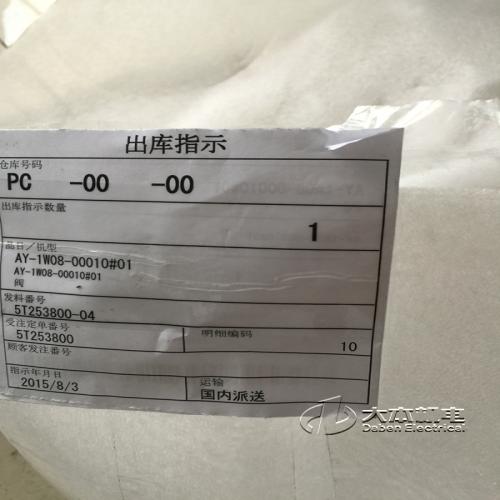 出库指示
仓库号码
PC -00 -00
出库指示数量
1
品目/机型
AY-1W08-00010#01
AY-1W08-00010#01
阀
发料番号
5T253800-04
受注定单番号 明细编码
5T253800 10
顾客发注番号
指示年月日 运输
2015/8/3 国内派送
大本机电
Daben Electrical